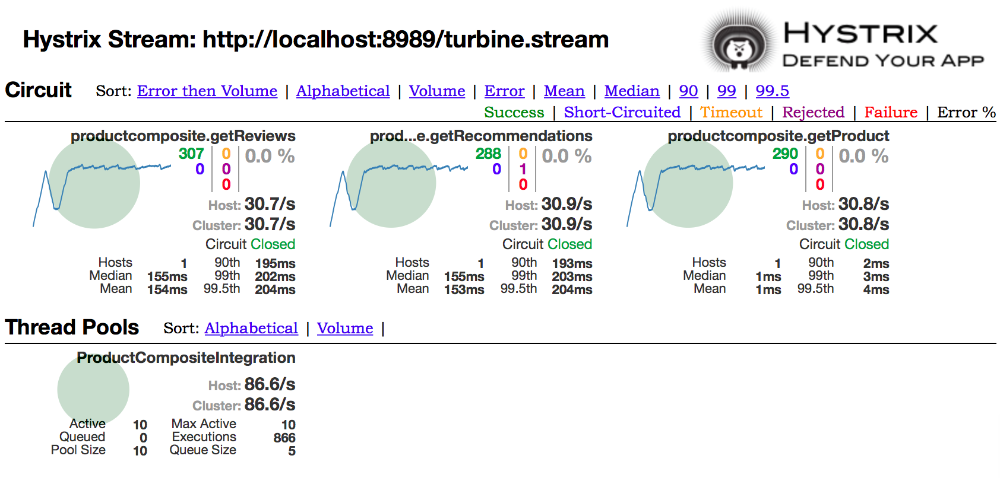 Hystrix Stream: http://localhost:8989/turbine.stream
HYSTRIX
DEFEND YOUR APP
Circuit Sort: Error then Volume | Alphabetical | Volume | Error | Mean | Median | 90 | 99 | 99.5
Success | Short-Circuited | Timeout | Rejected | Failure | Error %
productcomposite.getReviews
307 0 0.0 %
0 0
0
Host: 30.7/s
Cluster: 30.7/s
Circuit Closed
Hosts 1 90th 195ms
Median 155ms 99th 202ms
Mean 154ms 99.5th 204ms
prod...e.getRecommendations
288 0 0.0 %
0 1
0
Host: 30.9/s
Cluster: 30.9/s
Circuit Closed
Hosts 1 90th 193ms
Median 155ms 99th 203ms
Mean 153ms 99.5th 204ms
productcomposite.getProduct
290 0 0.0 %
0 0
0
Host: 30.8/s
Cluster: 30.8/s
Circuit Closed
Hosts 1 90th 2ms
Median 1ms 99th 3ms
Mean 1ms 99.5th 4ms
Thread Pools Sort: Alphabetical | Volume |
ProductCompositeIntegration
Host: 86.6/s
Cluster: 86.6/s
Active 10 Max Active 10
Queued 0 Executions 866
Pool Size 10 Queue Size 5